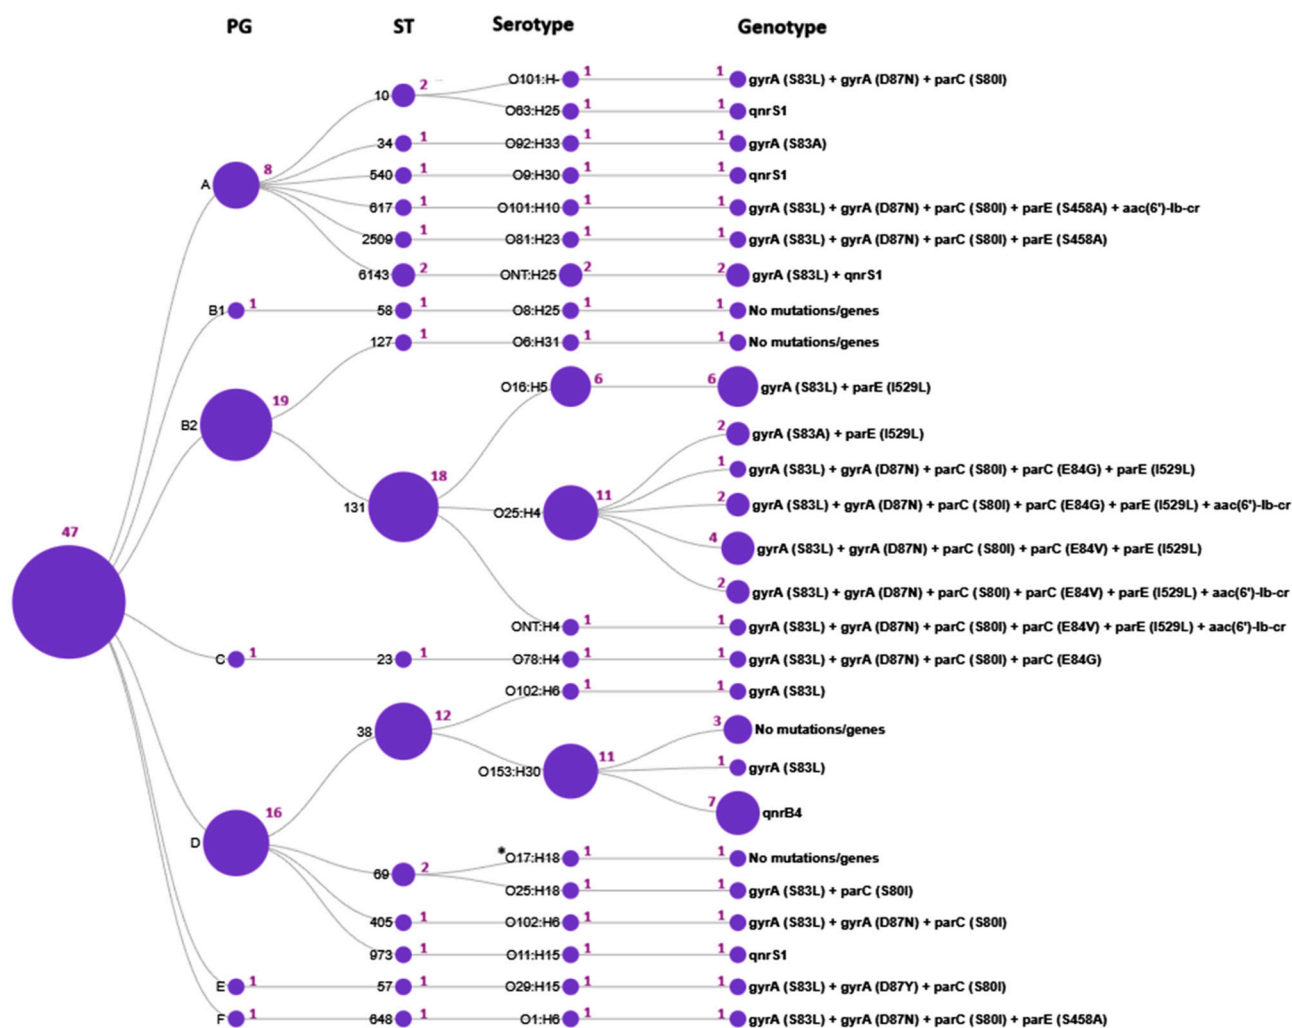 PG ST Serotype Genotype
10 2 O101:H- 1 1 gyrA (S83L) + gyrA (D87N) + parC (S80I)
O63:H25 1 1 qnrS1
34 1 O92:H33 1 1 gyrA (S83A)
A 8 540 1 O9:H30 1 1 qnrS1
617 1 O101:H10 1 1 gyrA (S83L) + gyrA (D87N) + parC (S80I) + parE (S458A) + aac(6')-Ib-cr
2509 1 O81:H23 1 1 gyrA (S83L) + gyrA (D87N) + parC (S80I) + parE (S458A)
6143 2 ONT:H25 2 2 gyrA (S83L) + qnrS1
B1 1 58 1 O8:H25 1 1 No mutations/genes
127 1 O6:H31 1 1 No mutations/genes
O16:H5 6 6 gyrA (S83L) + parE (I529L)
B2 19 2 gyrA (S83A) + parE (I529L)
1 gyrA (S83L) + gyrA (D87N) + parC (S80I) + parC (E84G) + parE (I529L)
131 18 O25:H4 11 2 gyrA (S83L) + gyrA (D87N) + parC (S80I) + parC (E84G) + parE (I529L) + aac(6')-Ib-cr
47 4 gyrA (S83L) + gyrA (D87N) + parC (S80I) + parC (E84V) + parE (I529L)
2 gyrA (S83L) + gyrA (D87N) + parC (S80I) + parC (E84V) + parE (I529L) + aac(6')-Ib-cr
ONT:H4 1 1 gyrA (S83L) + gyrA (D87N) + parC (S80I) + parC (E84V) + parE (I529L) + aac(6')-Ib-cr
C 1 23 1 O78:H4 1 1 gyrA (S83L) + gyrA (D87N) + parC (S80I) + parC (E84G)
O102:H6 1 1 gyrA (S83L)
38 12 3 No mutations/genes
O153:H30 11 1 gyrA (S83L)
7 qnrB4
D 16 *O17:H18 1 1 No mutations/genes
69 2 O25:H18 1 1 gyrA (S83L) + parC (S80I)
405 1 O102:H6 1 1 gyrA (S83L) + gyrA (D87N) + parC (S80I)
973 1 O11:H15 1 1 qnrS1
E 1 57 1 O29:H15 1 1 gyrA (S83L) + gyrA (D87Y) + parC (S80I)
F 1 648 1 O1:H6 1 1 gyrA (S83L) + gyrA (D87N) + parC (S80I) + parE (S458A)